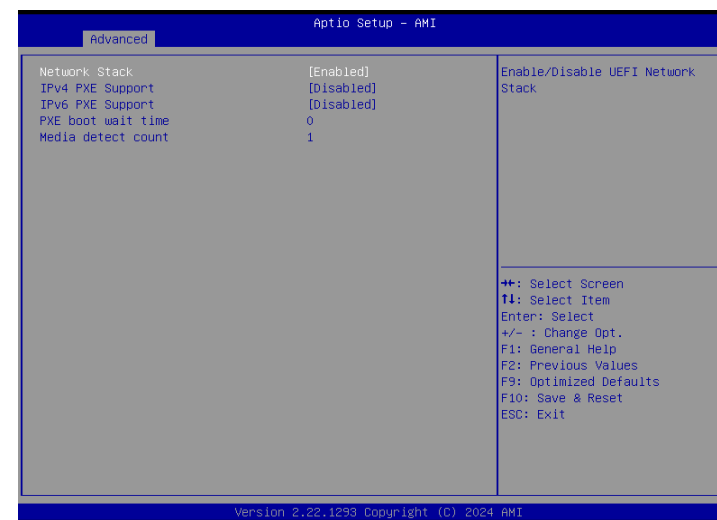 Aptio Setup – AMI
Advanced
Network Stack [Enabled]
IPv4 PXE Support [Disabled]
IPv6 PXE Support [Disabled]
PXE boot wait time 0
Media detect count 1
Enable/Disable UEFI Network
Stack
→←: Select Screen
↑↓: Select Item
Enter: Select
+/- : Change Opt.
F1: General Help
F2: Previous Values
F9: Optimized Defaults
F10: Save & Reset
ESC: Exit
Version 2.22.1293 Copyright (C) 2024 AMI